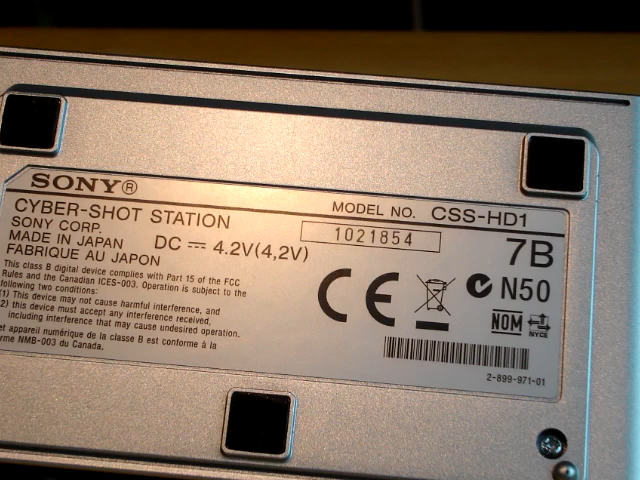 SONY®
CYBER-SHOT STATION
MODEL NO. CSS-HD1
SONY CORP.
MADE IN JAPAN
FABRIQUE AU JAPON
DC ⎓ 4.2V(4,2V)
1021854
7B
This class B digital device complies with Part 15 of the FCC
Rules and the Canadian ICES-003. Operation is subject to the
following two conditions:
(1) This device may not cause harmful interference, and
2) this device must accept any interference received,
including interference that may cause undesired operation.
et appareil numérique de la classe B est conforme à la
rme NMB-003 du Canada.
CE
N50
NOM
NYCE
2-899-971-01